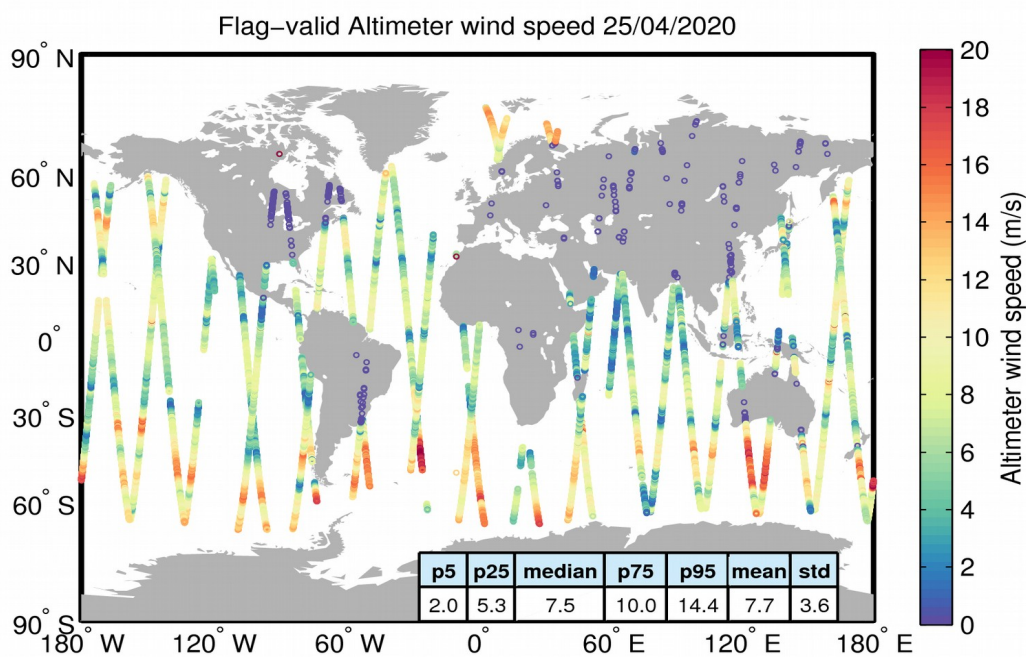 Flag−valid Altimeter wind speed 25/04/2020
90° N
60° N
30° N
0°
30° S
60° S
90° S
180° W
120° W
60° W
0°
60° E
120° E
180° E
p5 p25 median p75 p95 mean std
2.0 5.3 7.5 10.0 14.4 7.7 3.6
20
18
16
14
12
10
8
6
4
2
0
Altimeter wind speed (m/s)